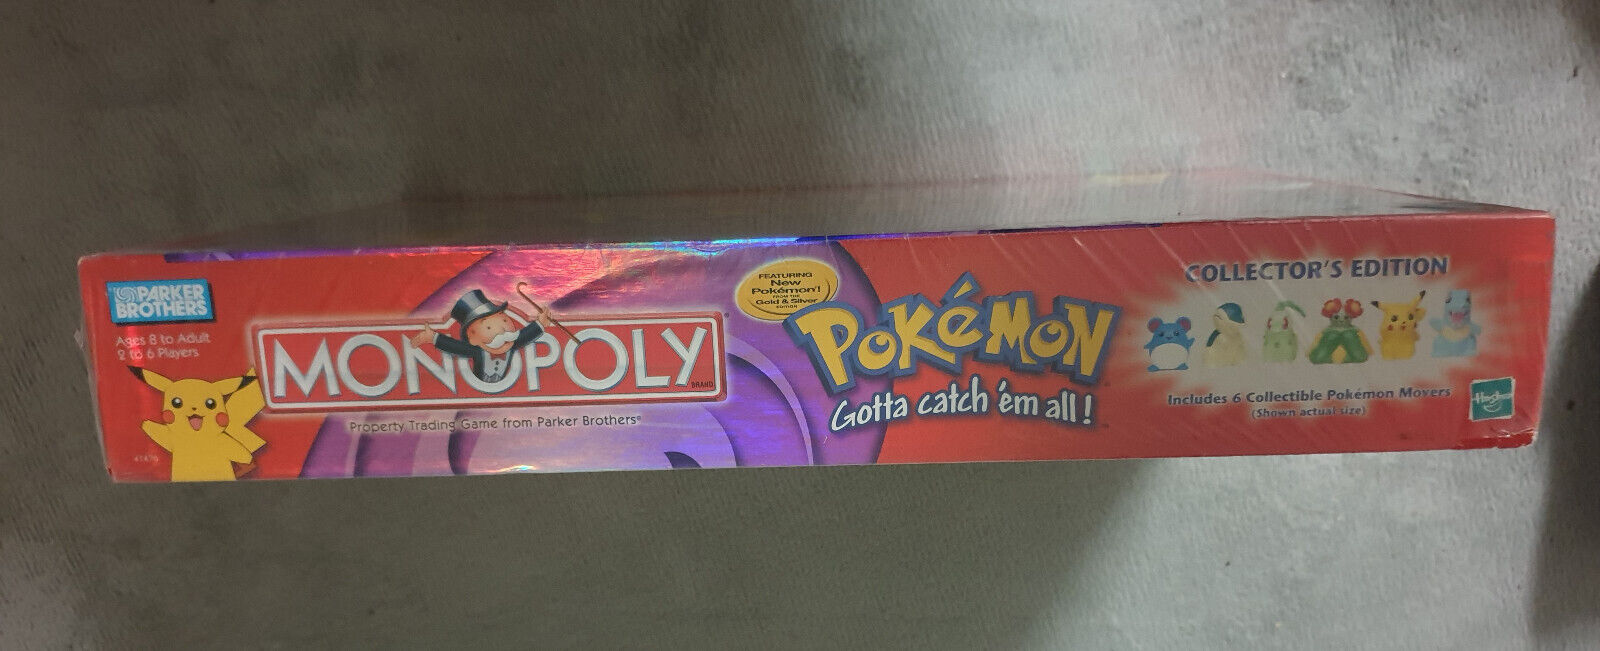 PARKER
BROTHERS
Ages 8 to Adult
2 to 6 Players
MONOPOLY
BRAND
Property Trading Game from Parker Brothers®
41470
FEATURING
New
Pokémon!
FROM THE
Gold & Silver
EDITION
POKéMON
Gotta catch 'em all!
COLLECTOR'S EDITION
Includes 6 Collectible Pokémon Movers
(Shown actual size)
Hasbro